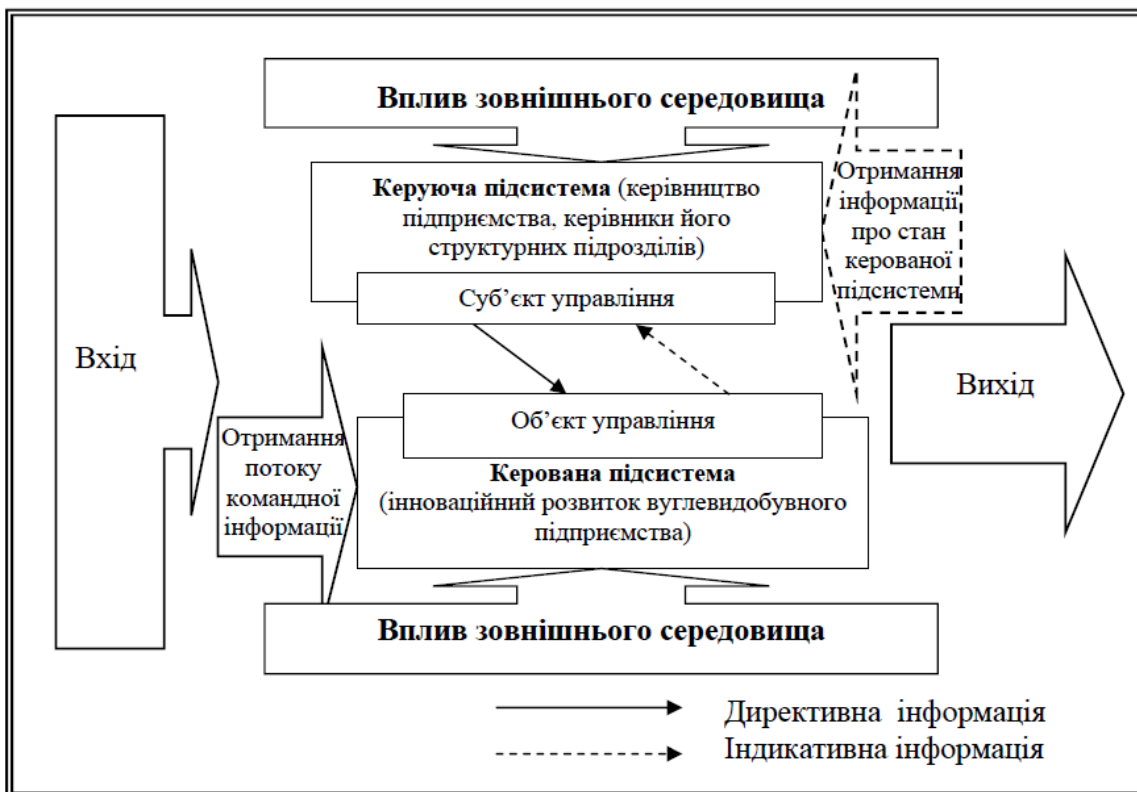 Вплив зовнішнього середовища
Керуюча підсистема (керівництво
підприємства, керівники його
структурних підрозділів)
Суб’єкт управління
Отримання
інформації
про стан
керованої
підсистеми
Вхід
Вихід
Отримання
потоку
командної
інформації
Об’єкт управління
Керована підсистема
(інноваційний розвиток вуглевидобувного
підприємства)
Вплив зовнішнього середовища
Директивна інформація
Індикативна інформація